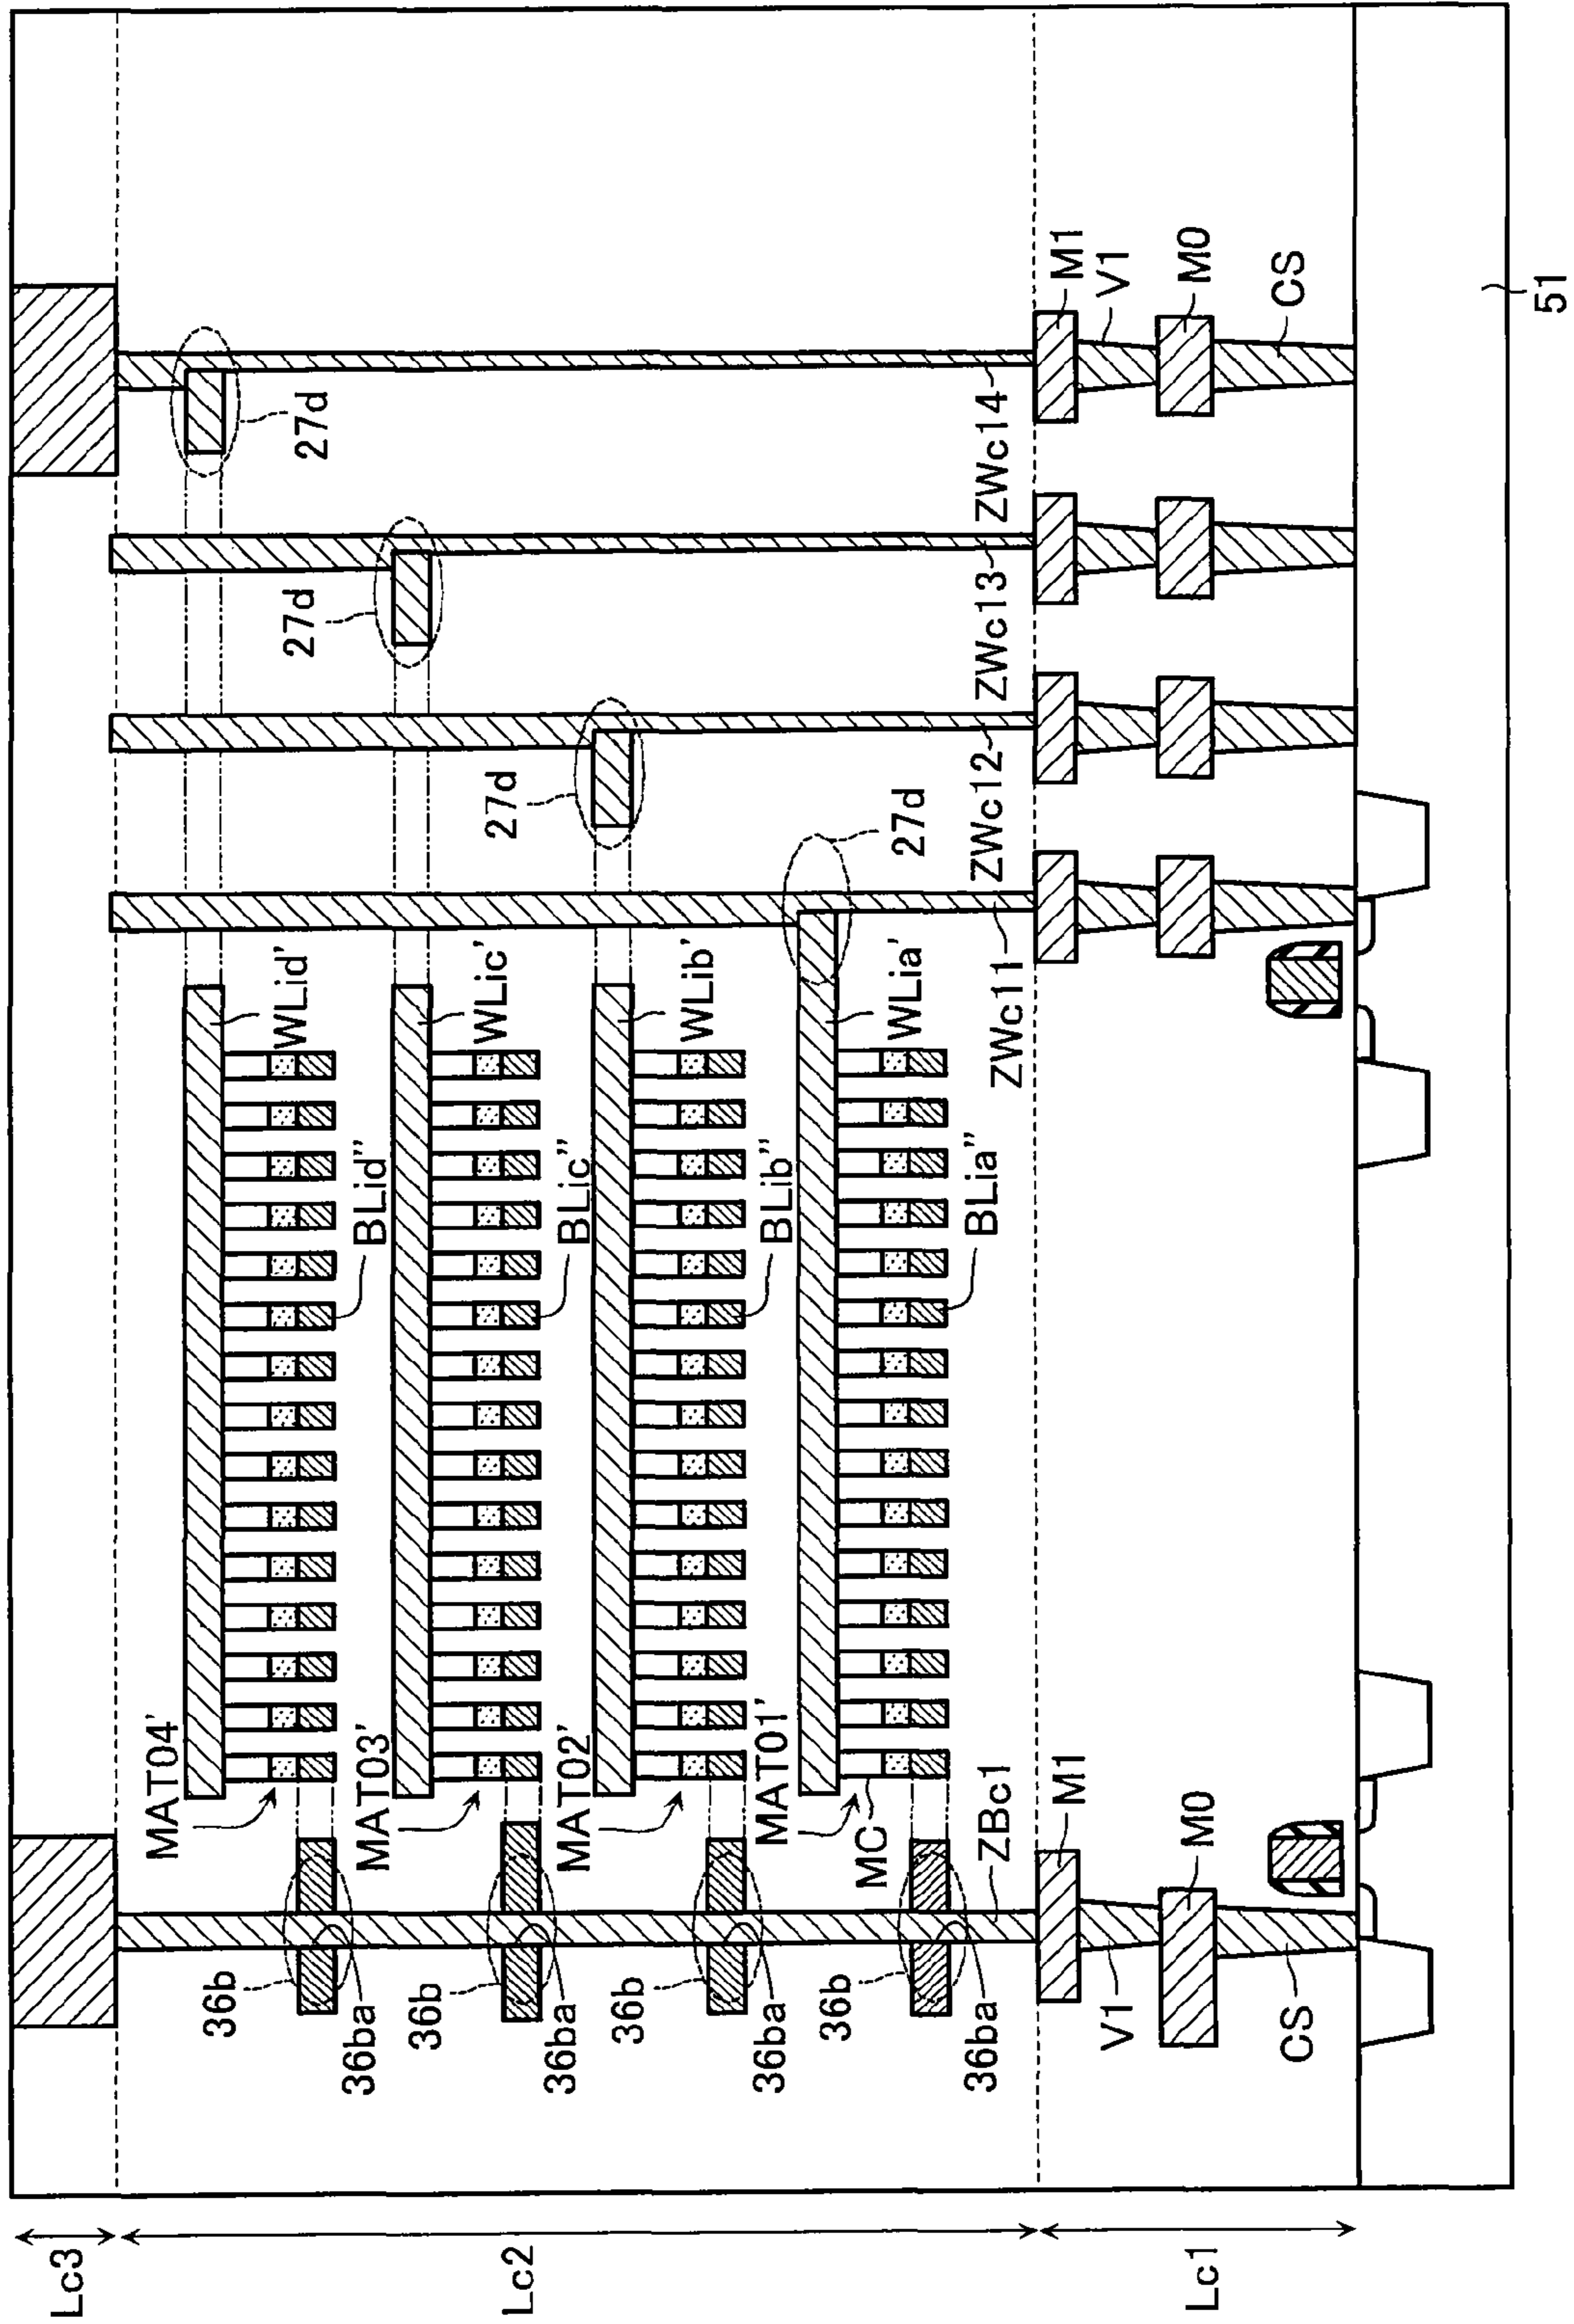 Lc3
Lc2
Lc1
MAT04'
MAT03'
MAT02'
MAT01'
MC
WLid'
WLic'
WLib'
WLia'
BLid"
BLic"
BLib"
BLia"
27d
27d
27d
27d
36b
36ba
36b
36ba
36b
36ba
36b
36ba
ZBc1
ZWc11
ZWc12
ZWc13
ZWc14
M1
V1
M0
CS
M1
V1
M0
CS
51